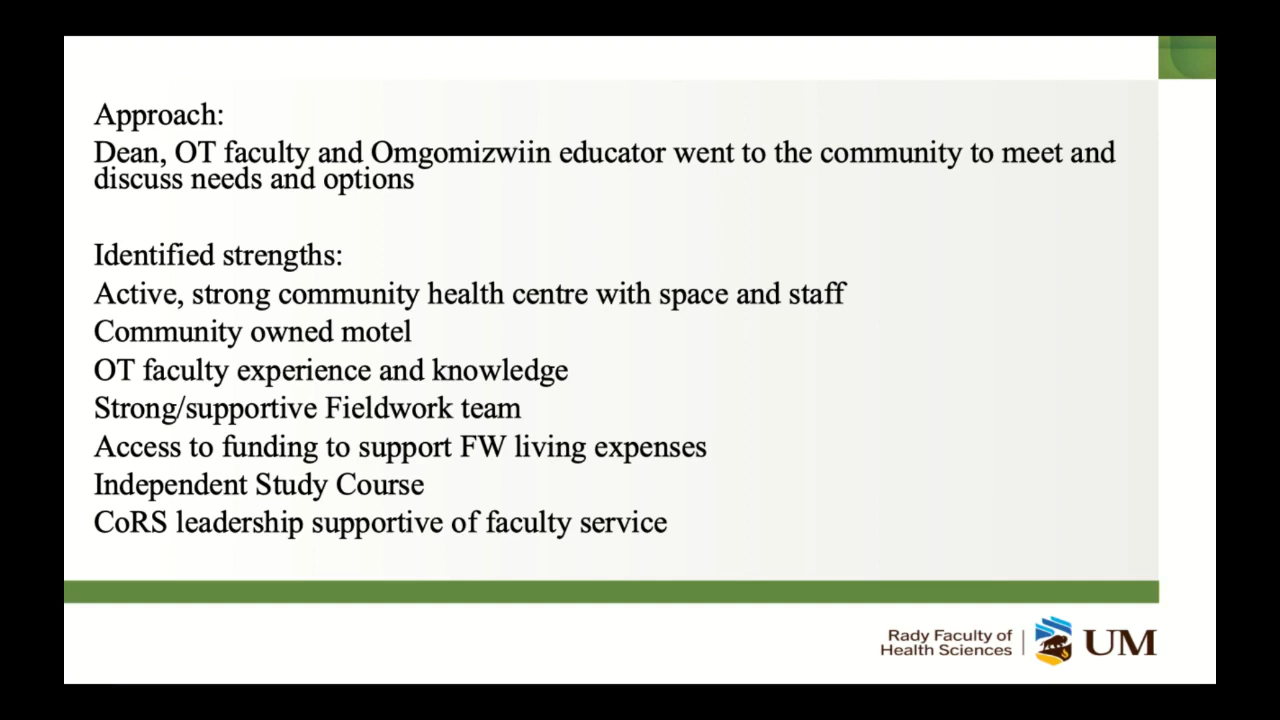 Approach:
Dean, OT faculty and Omgomizwiin educator went to the community to meet and
discuss needs and options
Identified strengths:
Active, strong community health centre with space and staff
Community owned motel
OT faculty experience and knowledge
Strong/supportive Fieldwork team
Access to funding to support FW living expenses
Independent Study Course
CoRS leadership supportive of faculty service
Rady Faculty of
Health Sciences
UM